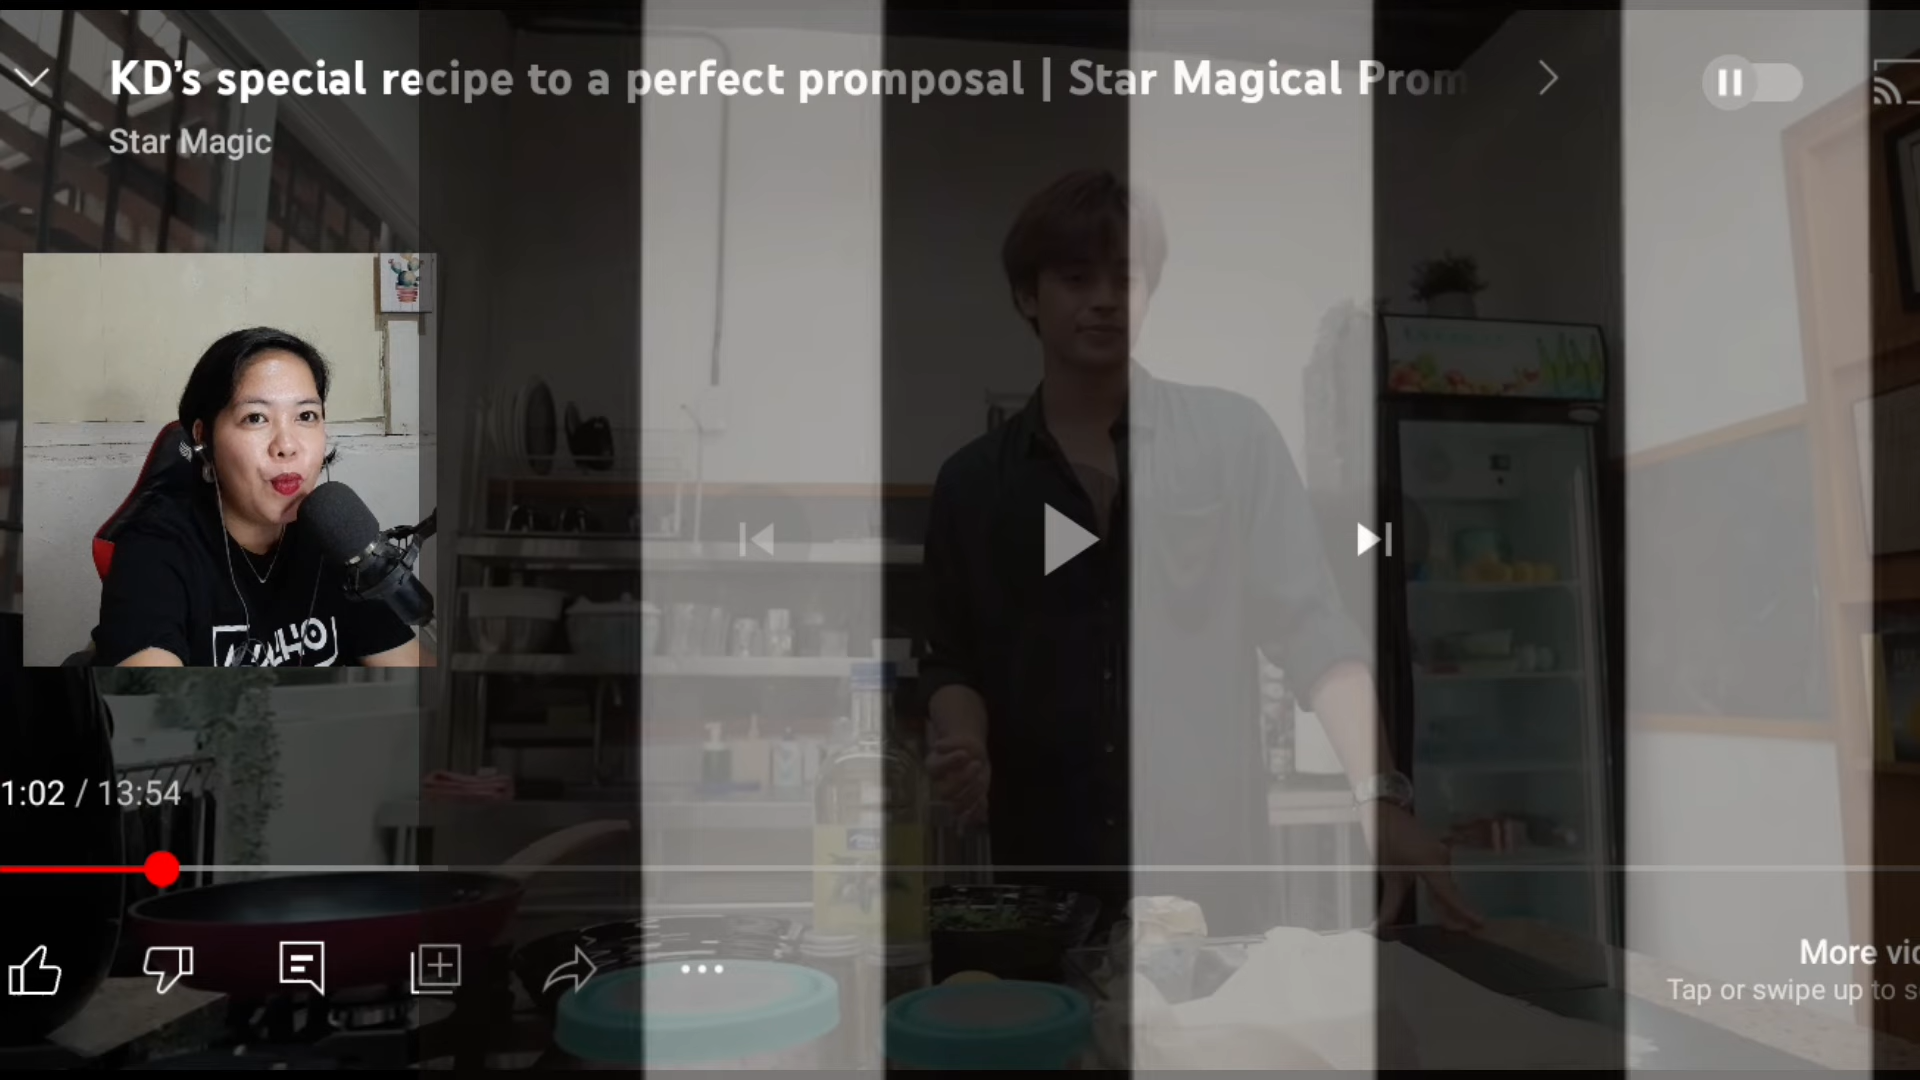 KD's special recipe to a perfect promposal | Star Magical Prom
Star Magic
1:02 / 13:54
More
Tap or swipe up to